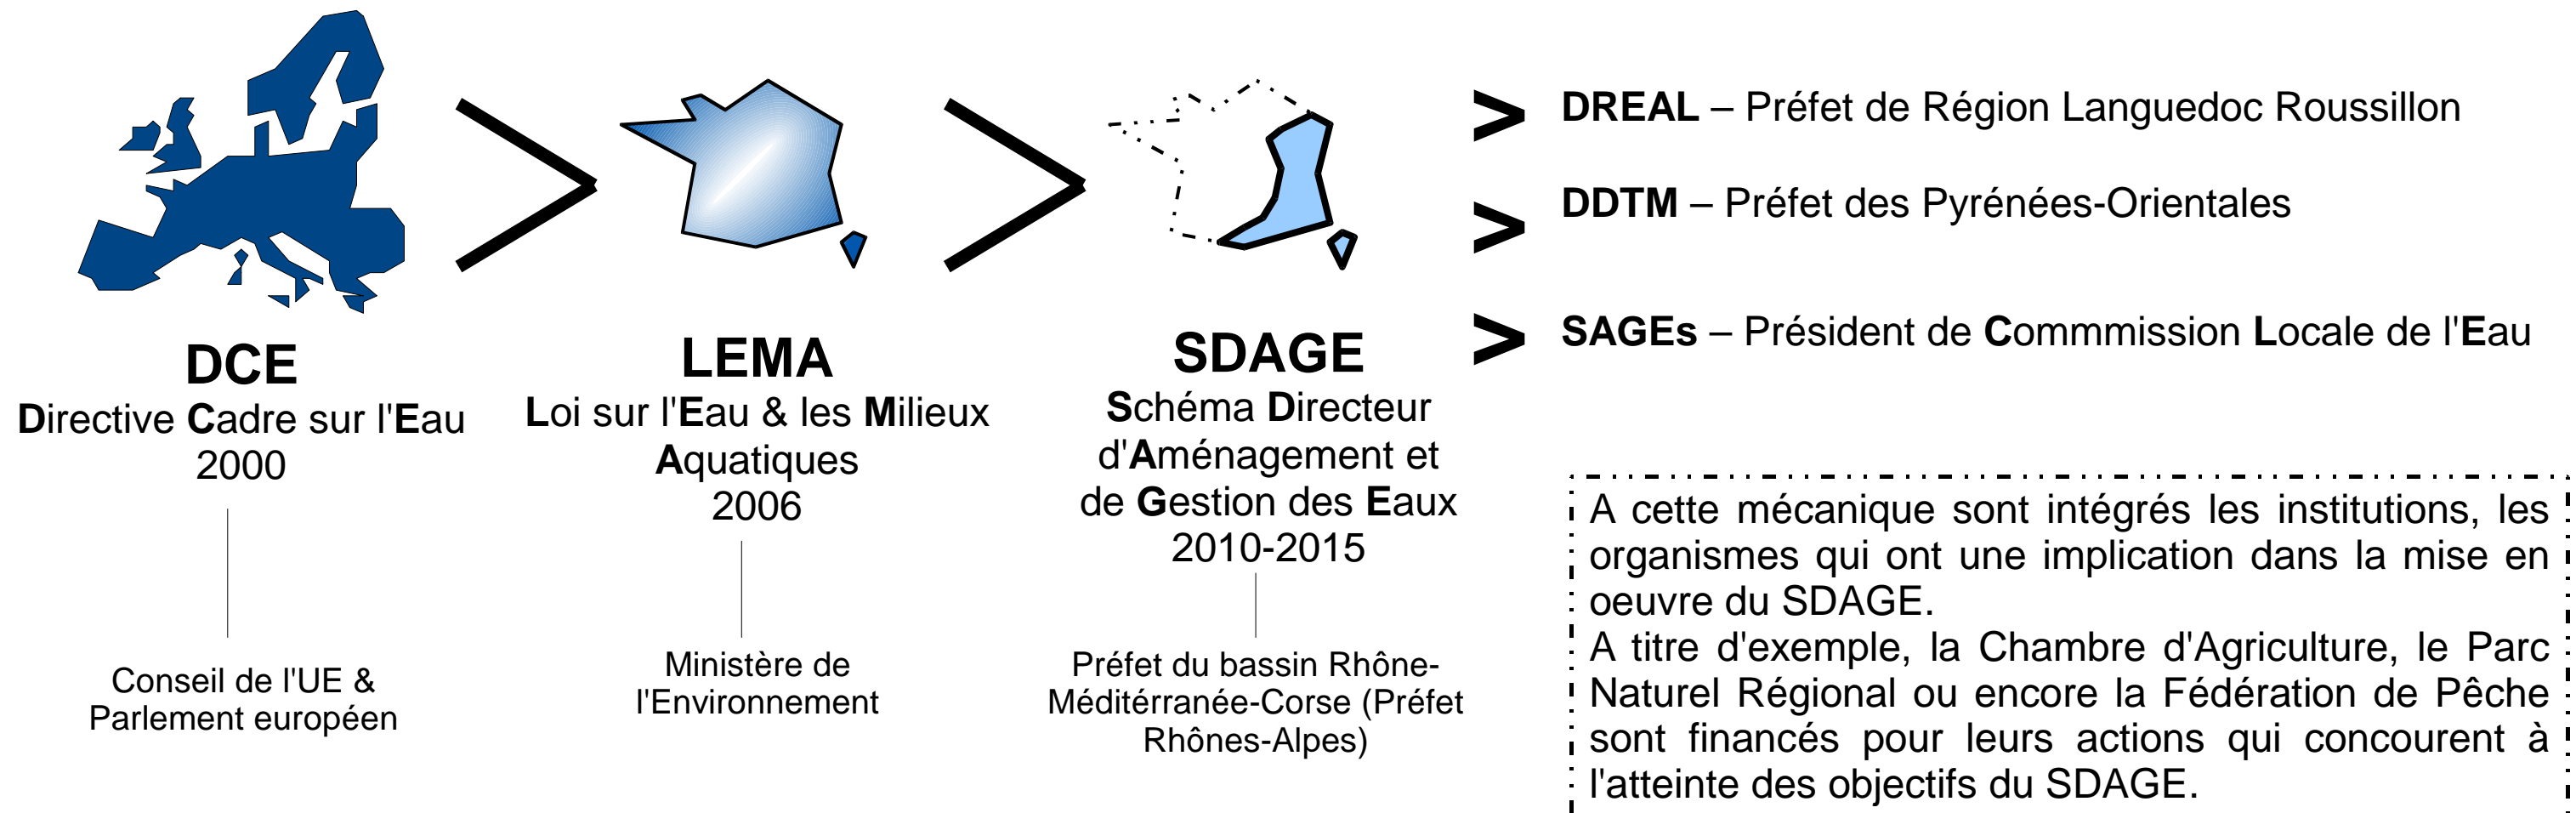 DCE
Directive Cadre sur l'Eau
2000
Conseil de l'UE &
Parlement européen
LEMA
Loi sur l'Eau & les Milieux
Aquatiques
2006
Ministère de
l'Environnement
SDAGE
Schéma Directeur
d'Aménagement et
de Gestion des Eaux
2010-2015
Préfet du bassin Rhône-
Méditérranée-Corse (Préfet
Rhônes-Alpes)
> DREAL – Préfet de Région Languedoc Roussillon
> DDTM – Préfet des Pyrénées-Orientales
> SAGEs – Président de Commmission Locale de l'Eau
A cette mécanique sont intégrés les institutions, les
organismes qui ont une implication dans la mise en
oeuvre du SDAGE.
A titre d'exemple, la Chambre d'Agriculture, le Parc
Naturel Régional ou encore la Fédération de Pêche
sont financés pour leurs actions qui concourent à
l'atteinte des objectifs du SDAGE.